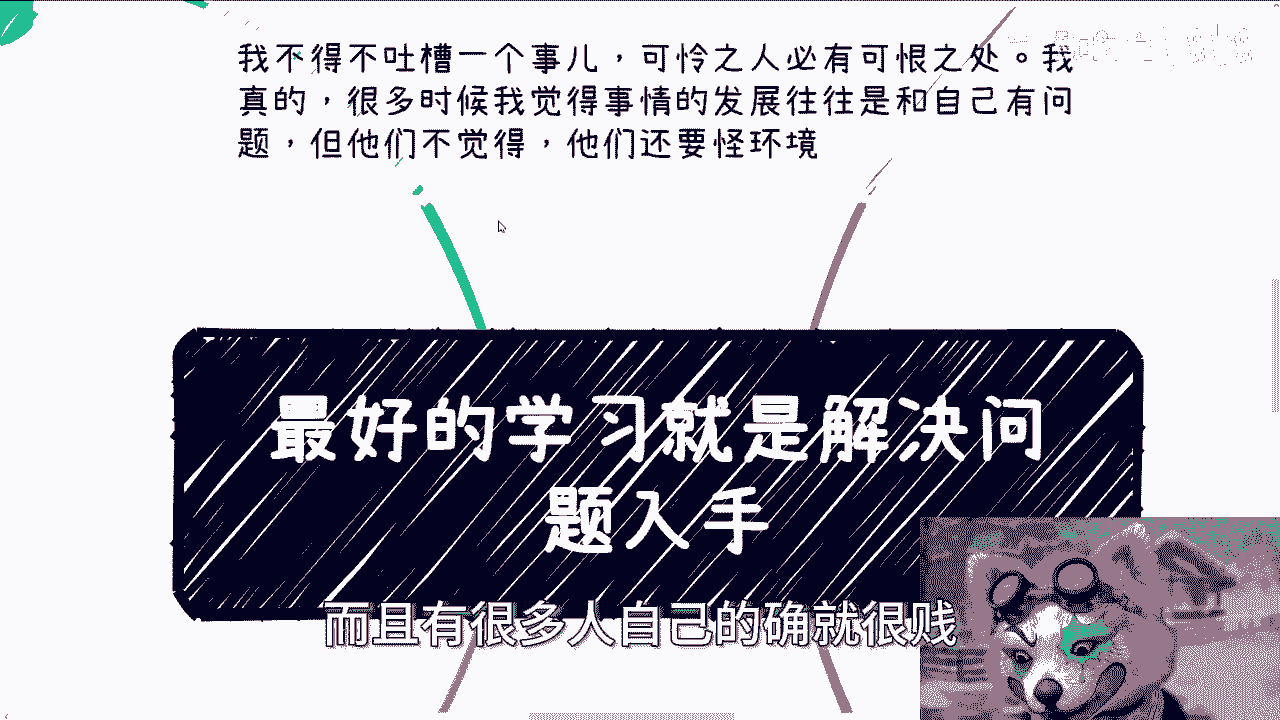 我不得不吐槽一个事儿，可怜之人必有可恨之处。我
真的，很多时候我觉得事情的发展往往是和自己有问
题，但他们不觉得，他们还要怪环境
最好的学习就是解决问
题入手
而且有很多人自己的确就很贱